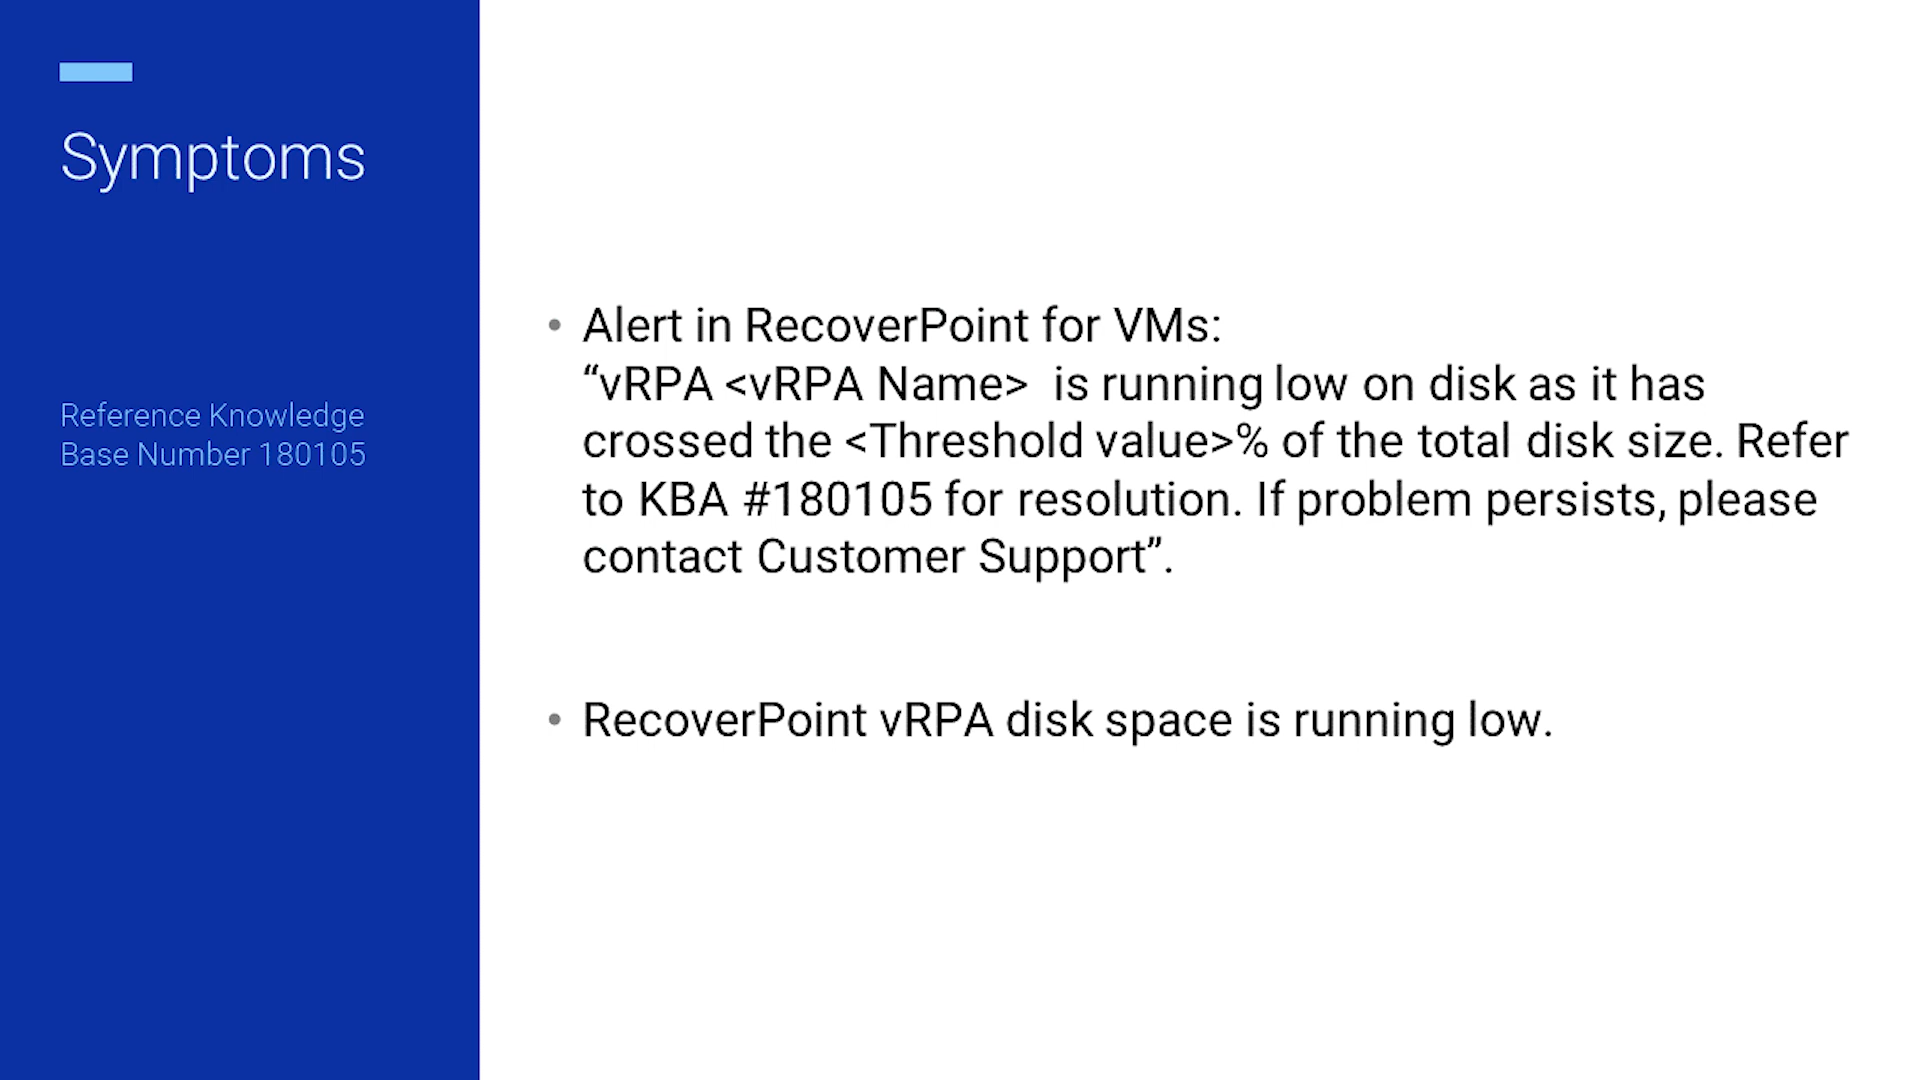 Symptoms
Reference Knowledge
Base Number 180105
• Alert in RecoverPoint for VMs:
“vRPA <vRPA Name>  is running low on disk as it has
crossed the <Threshold value>% of the total disk size. Refer
to KBA #180105 for resolution. If problem persists, please
contact Customer Support”.
• RecoverPoint vRPA disk space is running low.